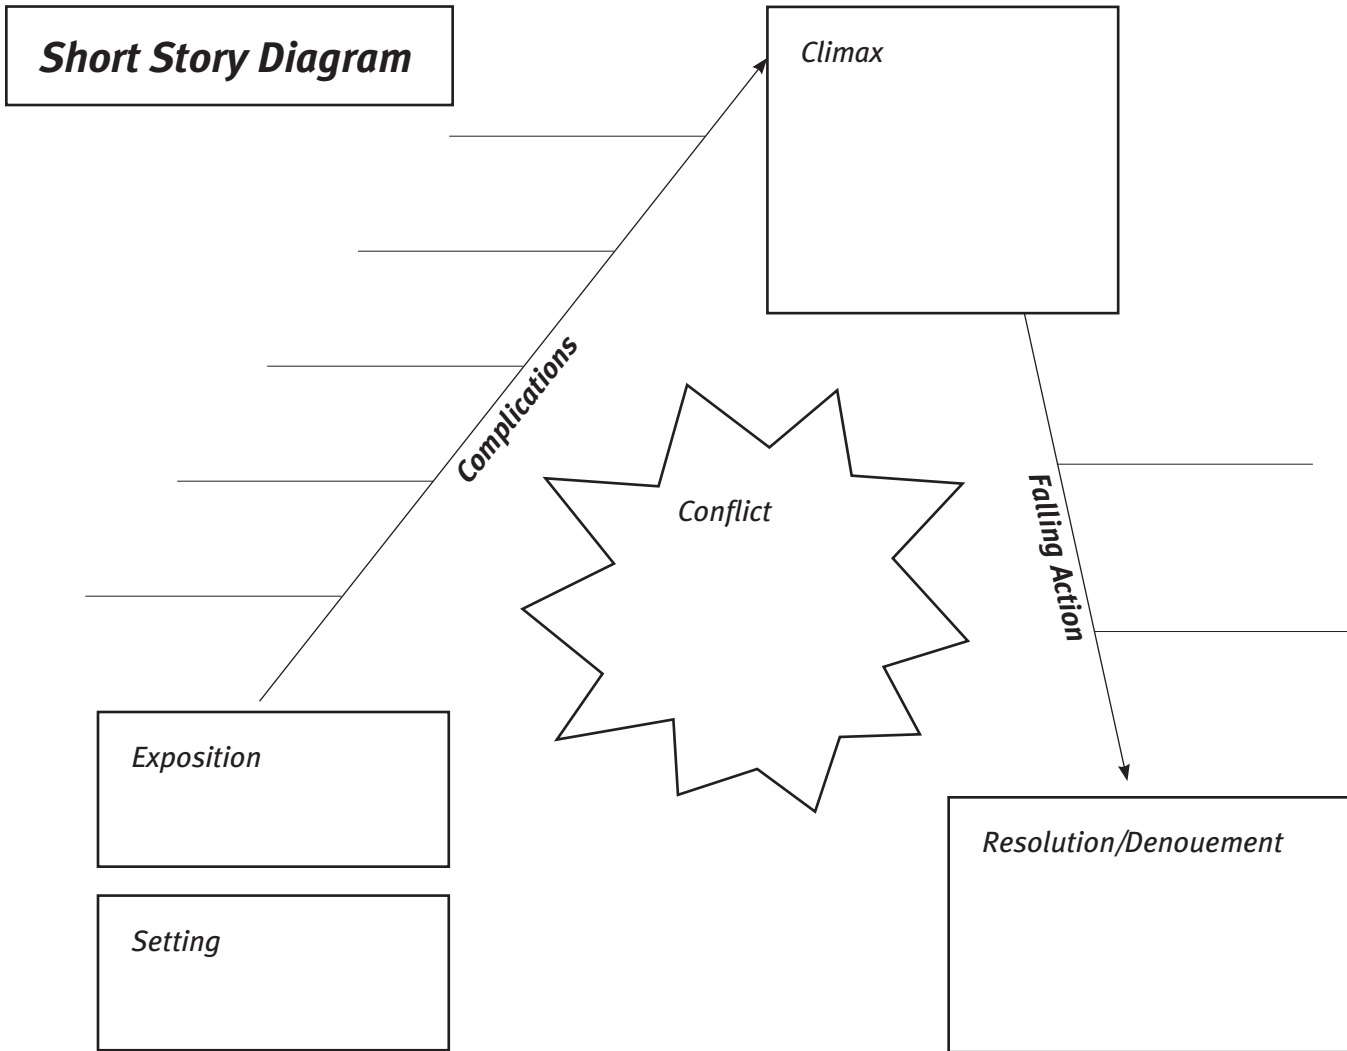 Short Story Diagram
Climax
Complications
Conflict
Falling Action
Exposition
Setting
Resolution/Denouement